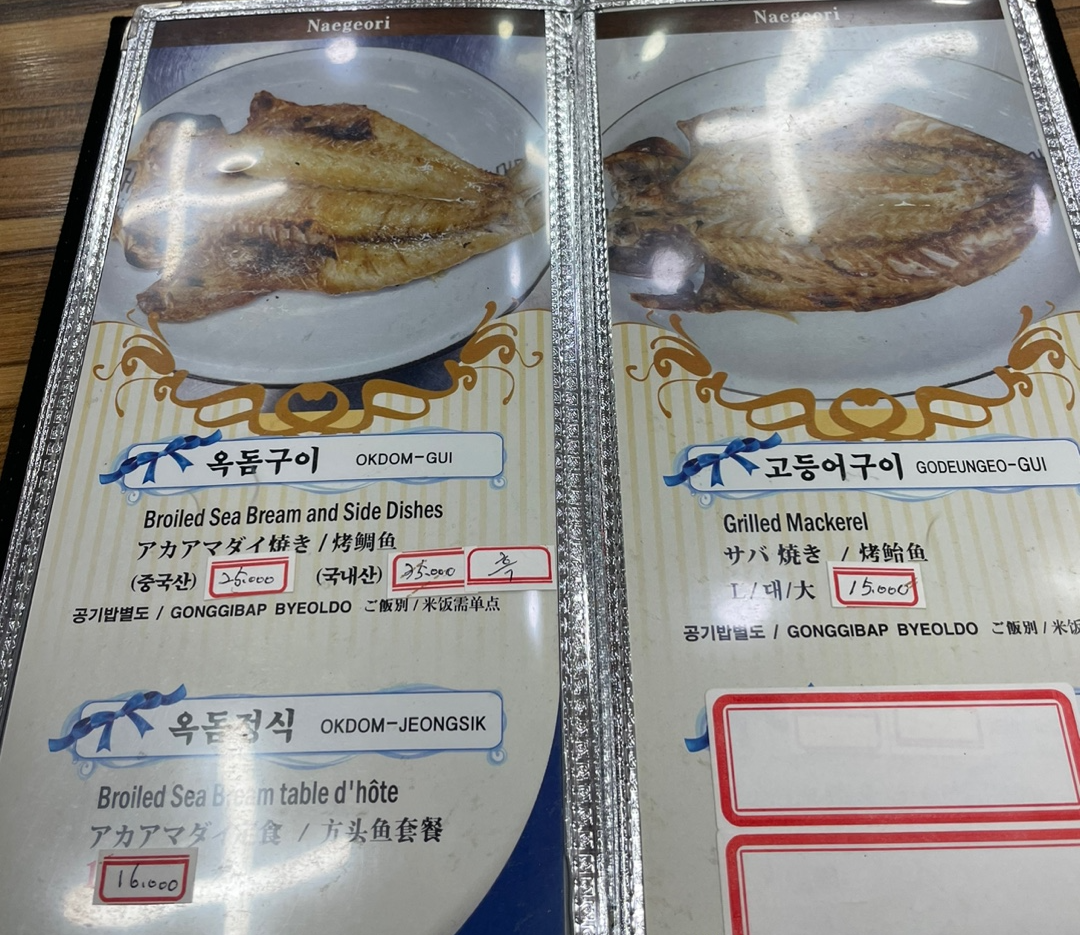 Naegeori
옥돔구이 OKDOM-GUI
Broiled Sea Bream and Side Dishes
アカアマダイ焼き / 烤鲷鱼
(중국산) 25.000 (국내산) 35.000
공기밥별도 / GONGGIBAP BYEOLDO ご飯別 / 米饭需单点
옥돔정식 OKDOM-JEONGSIK
Broiled Sea Bream table d'hôte
アカアマダイ定食 / 方头鱼套餐
16.000
Naegeori
고등어구이 GODEUNGEO-GUI
Grilled Mackerel
サバ 焼き / 烤鲐鱼
L/대/大 15.000
공기밥별도 / GONGGIBAP BYEOLDO ご飯別 / 米饭